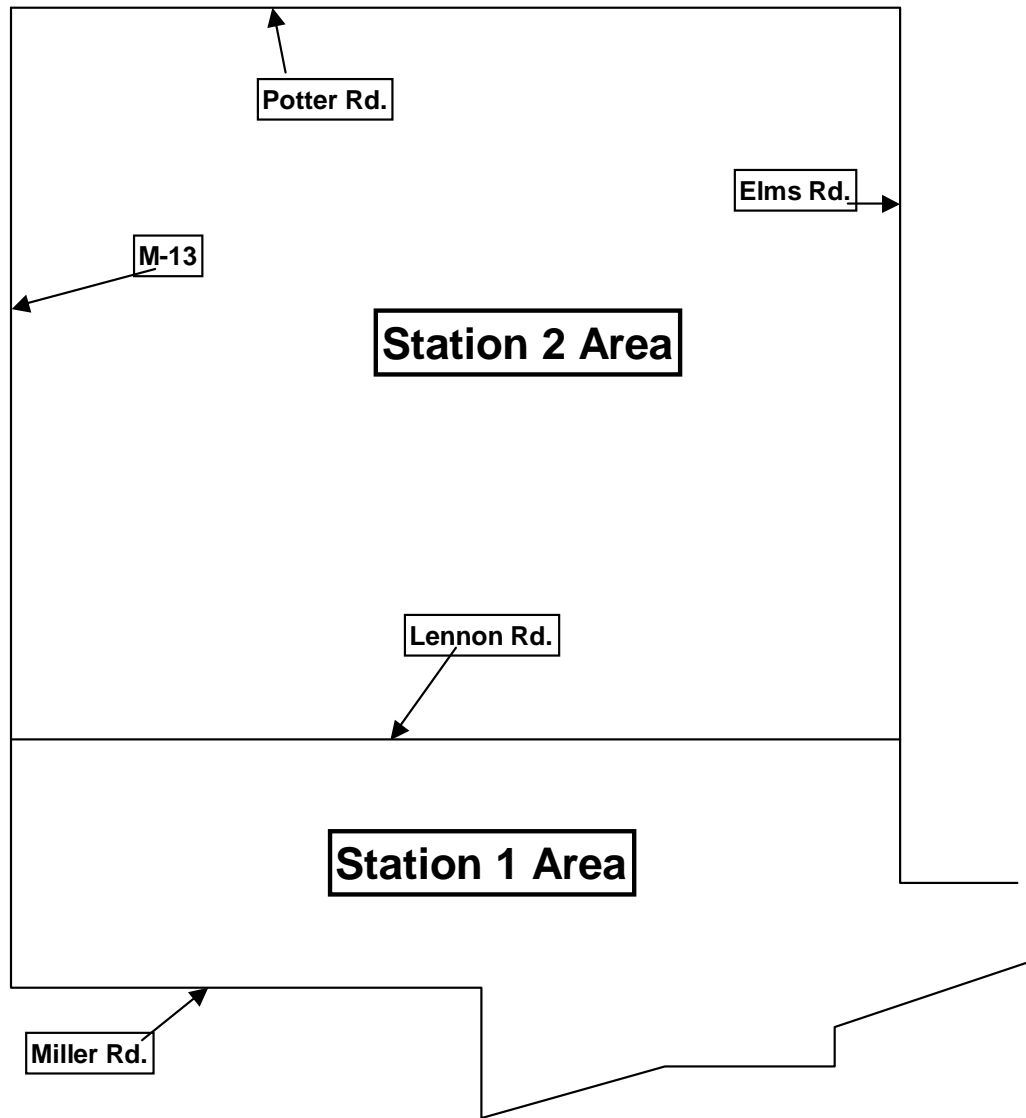 Potter Rd.
Elms Rd.
M-13
Station 2 Area
Lennon Rd.
Station 1 Area
Miller Rd.